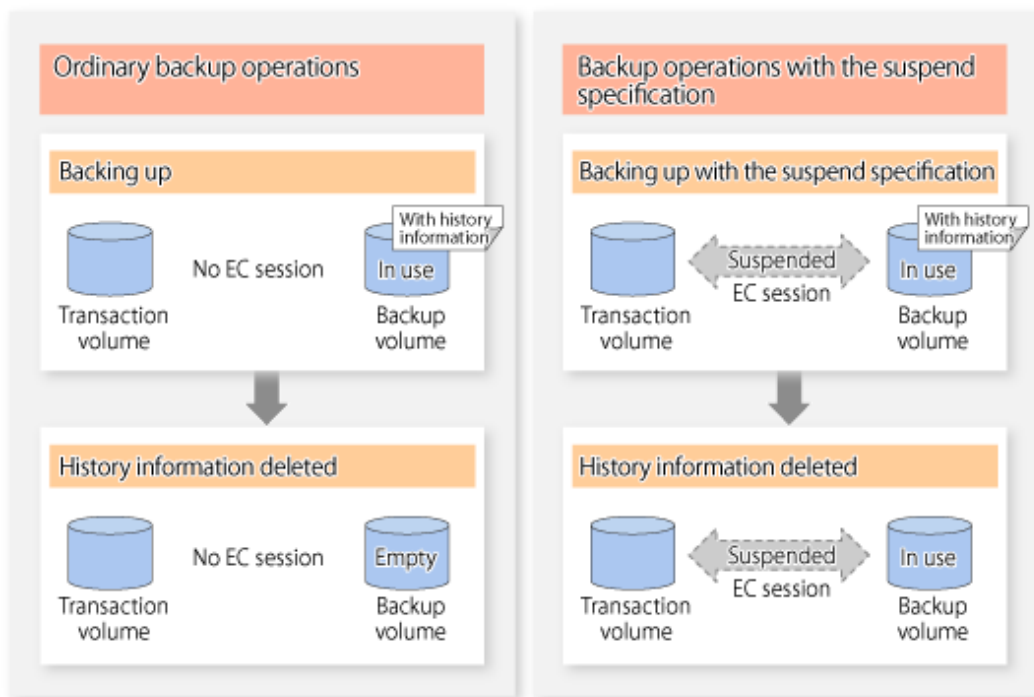 Ordinary backup operations
Backing up
With history
information
No EC session
In use
Transaction
volume
Backup
volume
History information deleted
No EC session
Empty
Transaction
volume
Backup
volume
Backup operations with the suspend
specification
Backing up with the suspend specification
With history
information
Suspended
In use
EC session
Transaction
volume
Backup
volume
History information deleted
Suspended
In use
EC session
Transaction
volume
Backup
volume